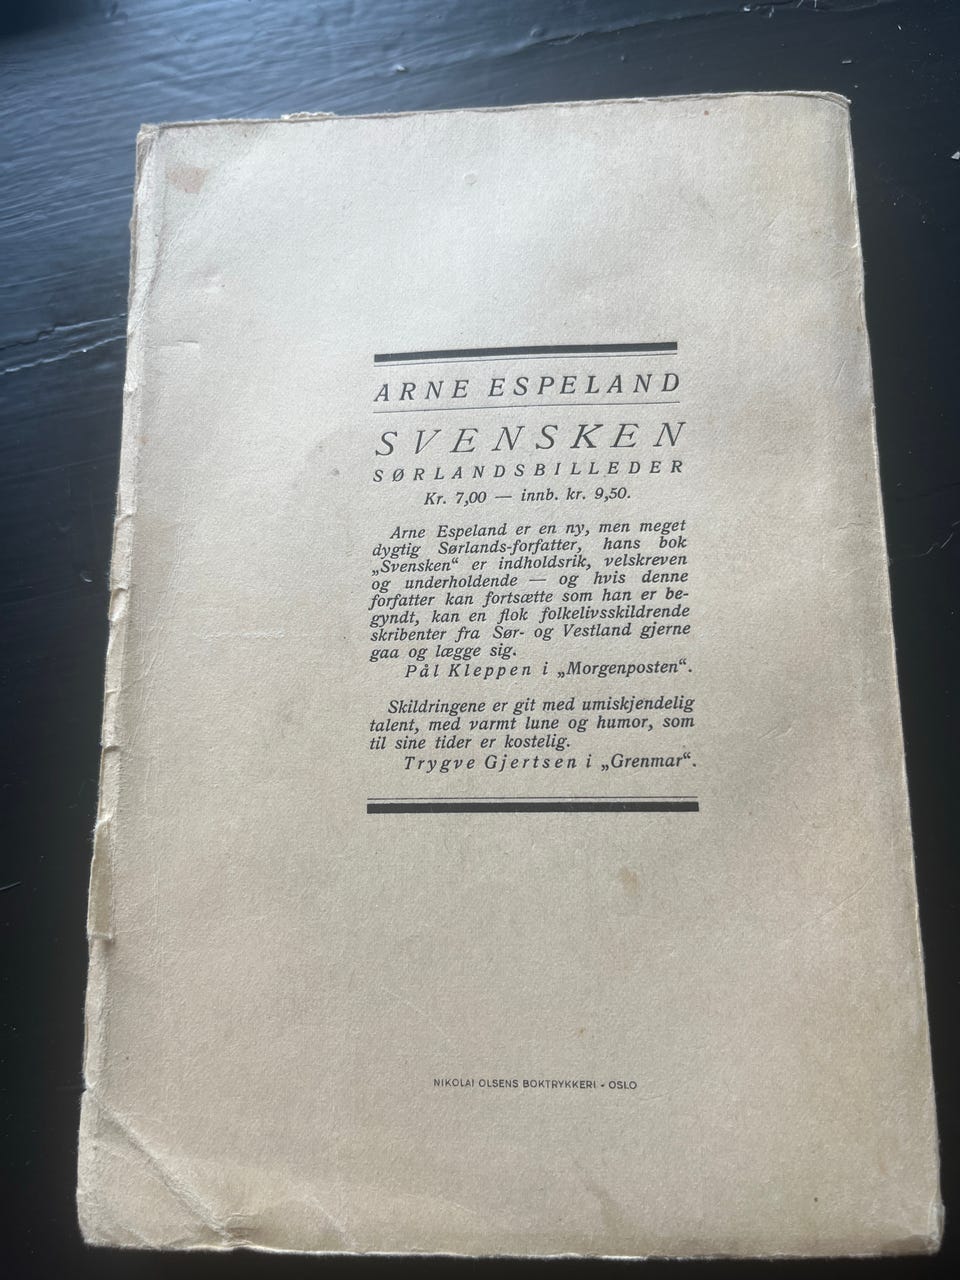 ARNE ESPELAND
SVENSKEN
SØRLANDSBILLEDER
Kr. 7,00 — innb. kr. 9,50.
Arne Espeland er en ny, men meget
dygtig Sørlands-forfatter, hans bok
„Svensken“ er indholdsrik, velskreven
og underholdende — og hvis denne
forfatter kan fortsætte som han er be-
gyndt, kan en flok folkelivsskildrende
skribenter fra Sør- og Vestland gjerne
gaa og lægge sig.
Pål Kleppen i „Morgenposten“.
Skildringene er git med umiskjendelig
talent, med varmt lune og humor, som
til sine tider er kostelig.
Trygve Gjertsen i „Grenmar“.
NIKOLAI OLSENS BOKTRYKKERI - OSLO